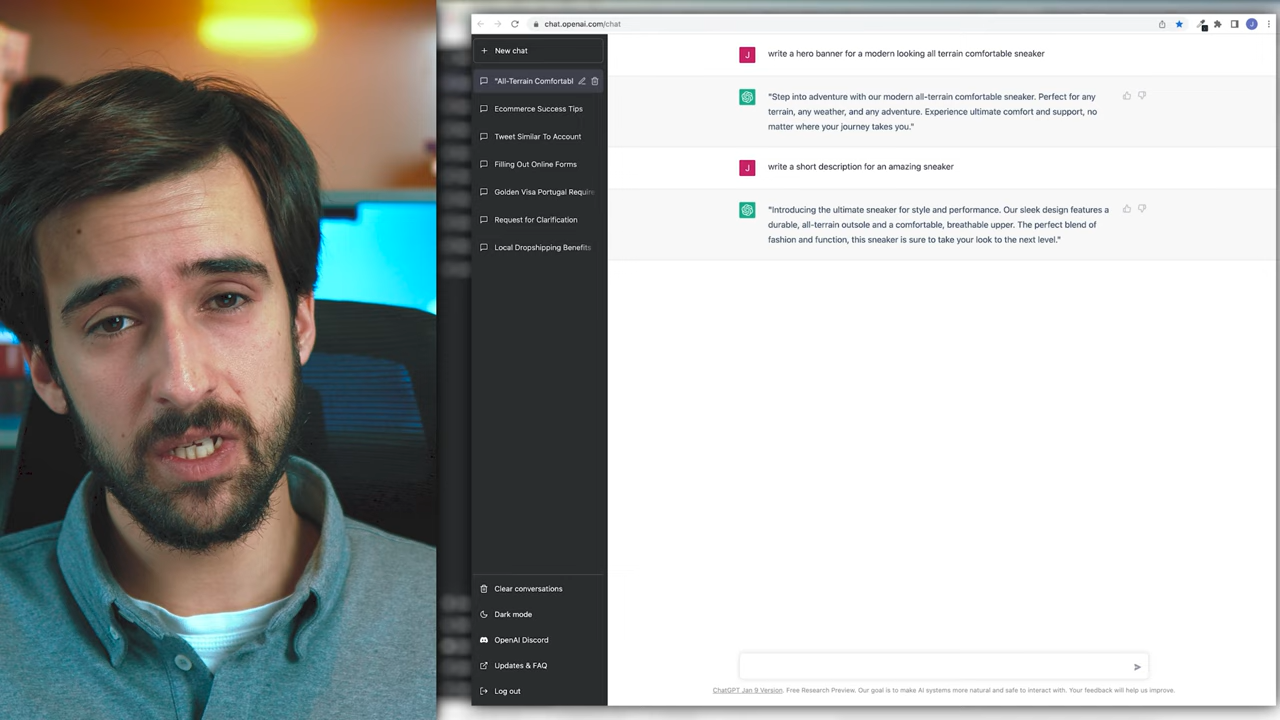 chat.openai.com/chat
J
+ New chat
"All-Terrain Comfortabl
Ecommerce Success Tips
Tweet Similar To Account
Filling Out Online Forms
Golden Visa Portugal Require
Request for Clarification
Local Dropshipping Benefits
Clear conversations
Dark mode
OpenAI Discord
Updates & FAQ
Log out
J
write a hero banner for a modern looking all terrain comfortable sneaker
"Step into adventure with our modern all-terrain comfortable sneaker. Perfect for any
terrain, any weather, and any adventure. Experience ultimate comfort and support, no
matter where your journey takes you."
J
write a short description for an amazing sneaker
"Introducing the ultimate sneaker for style and performance. Our sleek design features a
durable, all-terrain outsole and a comfortable, breathable upper. The perfect blend of
fashion and function, this sneaker is sure to take your look to the next level."
ChatGPT Jan 9 Version. Free Research Preview. Our goal is to make AI systems more natural and safe to interact with. Your feedback will help us improve.